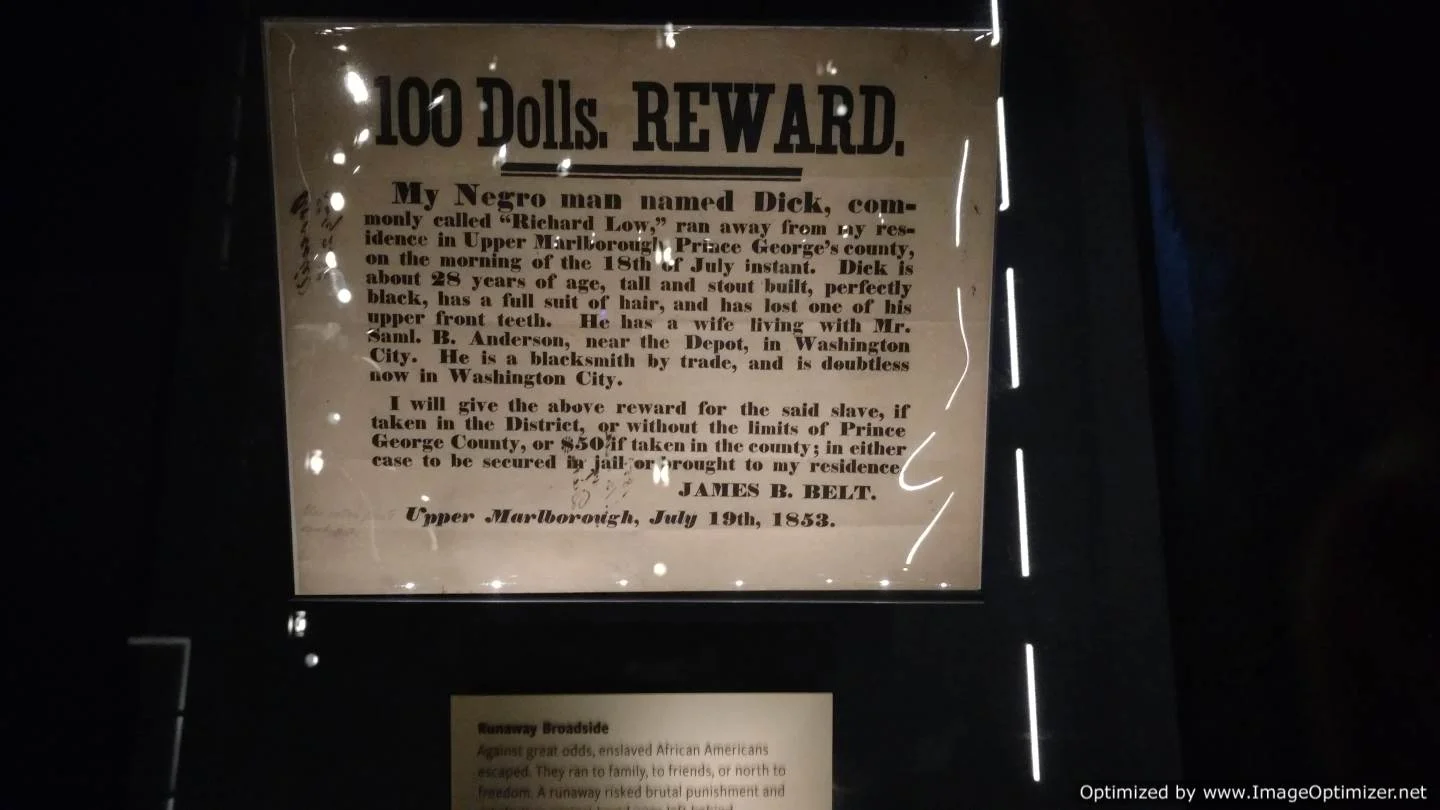 100 Dolls. REWARD.
My Negro man named Dick, com-
monly called “Richard Low,” ran away from my res-
idence in Upper Marlborough, Prince George's county,
on the morning of the 18th of July instant. Dick is
about 28 years of age, tall and stout built, perfectly
black, has a full suit of hair, and has lost one of his
upper front teeth. He has a wife living with Mr.
Saml. B. Anderson, near the Depot, in Washington
City. He is a blacksmith by trade, and is doubtless
now in Washington City.
I will give the above reward for the said slave, if
taken in the District, or without the limits of Prince
George County, or $50 if taken in the county; in either
case to be secured in jail or brought to my residence
JAMES B. BELT.
Upper Marlborough, July 19th, 1853.
Runaway Broadside
Against great odds, enslaved African Americans
escaped. They ran to family, to friends, or north to
freedom. A runaway risked brutal punishment and
Optimized by www.ImageOptimizer.net